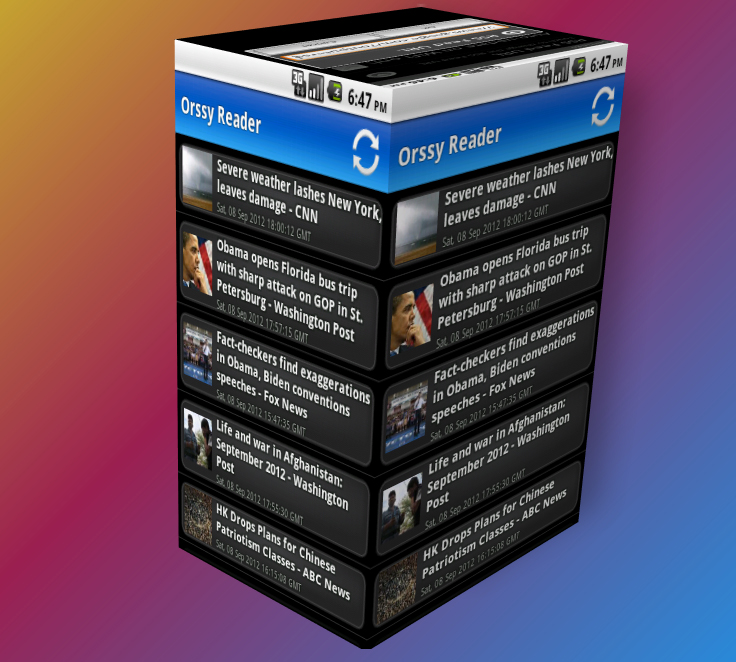 3G
6:47 PM
Orssy Reader
Severe weather lashes New York,
leaves damage - CNN
Sat, 08 Sep 2012 18:00:12 GMT
Obama opens Florida bus trip
with sharp attack on GOP in St.
Petersburg - Washington Post
Sat, 08 Sep 2012 17:57:15 GMT
Fact-checkers find exaggerations
in Obama, Biden conventions
speeches - Fox News
Sat, 08 Sep 2012 15:47:35 GMT
Life and war in Afghanistan:
September 2012 - Washington
Post
Sat, 08 Sep 2012 17:55:30 GMT
HK Drops Plans for Chinese
Patriotism Classes - ABC News
Sat, 08 Sep 2012 16:15:08 GMT
3G
6:47 PM
Orssy Reader
Severe weather lashes New York,
leaves damage - CNN
Sat, 08 Sep 2012 18:00:12 GMT
Obama opens Florida bus trip
with sharp attack on GOP in St.
Petersburg - Washington Post
Sat, 08 Sep 2012 17:57:15 GMT
Fact-checkers find exaggerations
in Obama, Biden conventions
speeches - Fox News
Sat, 08 Sep 2012 15:47:35 GMT
Life and war in Afghanistan:
September 2012 - Washington
Post
Sat, 08 Sep 2012 17:55:30 GMT
HK Drops Plans for Chinese
Patriotism Classes - ABC News
Sat, 08 Sep 2012 16:15:08 GMT